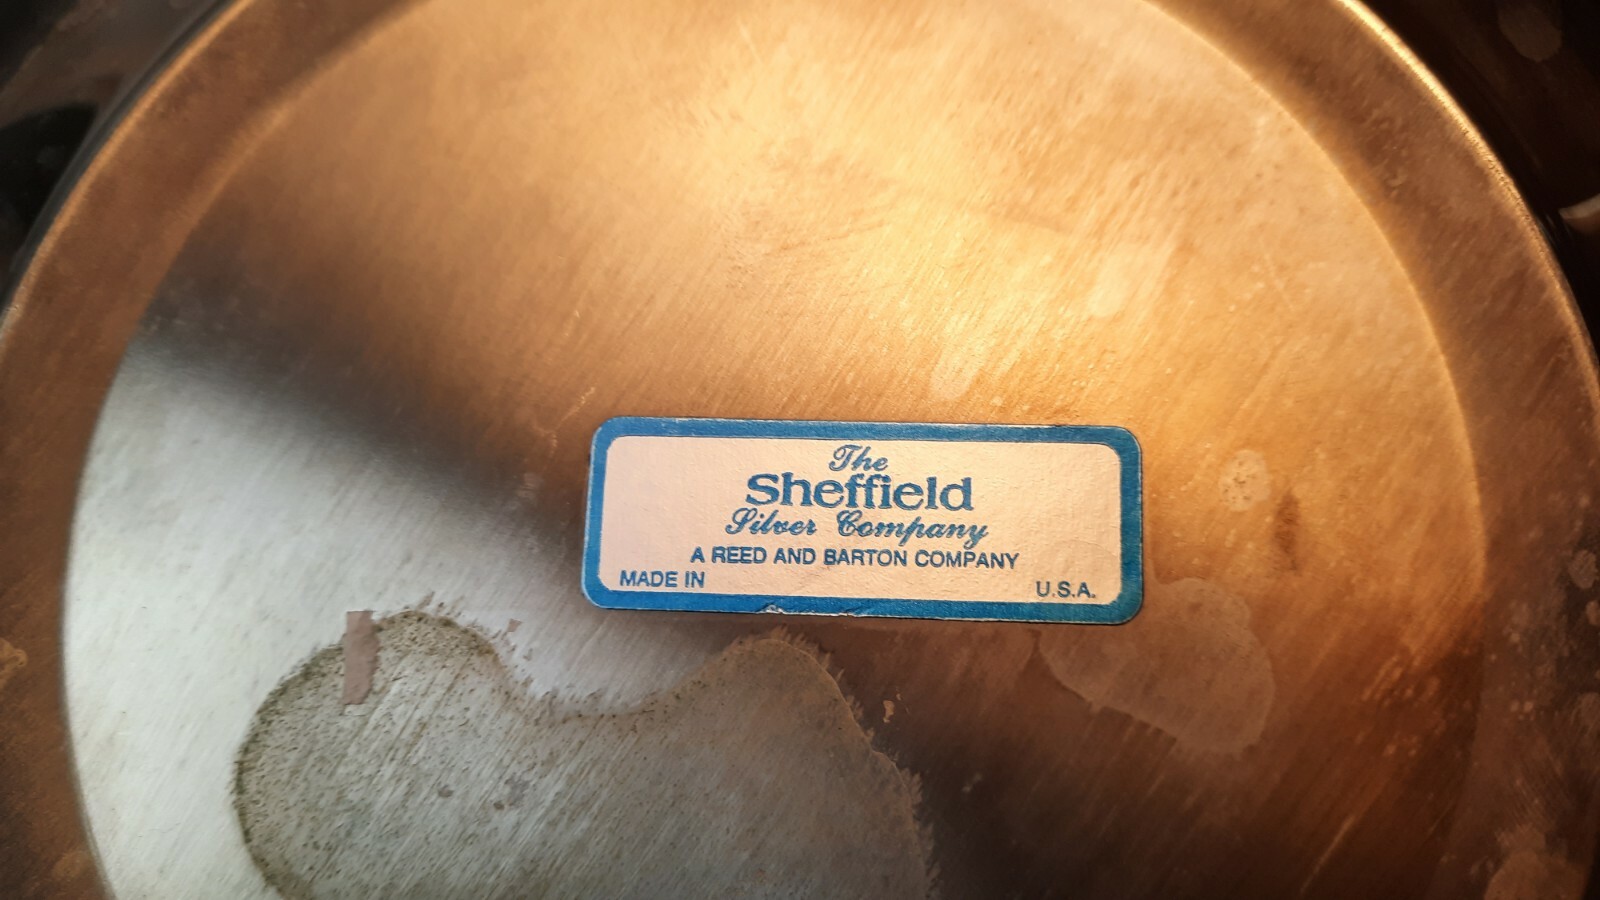 The
Sheffield
Silver Company
A REED AND BARTON COMPANY
MADE IN U.S.A.